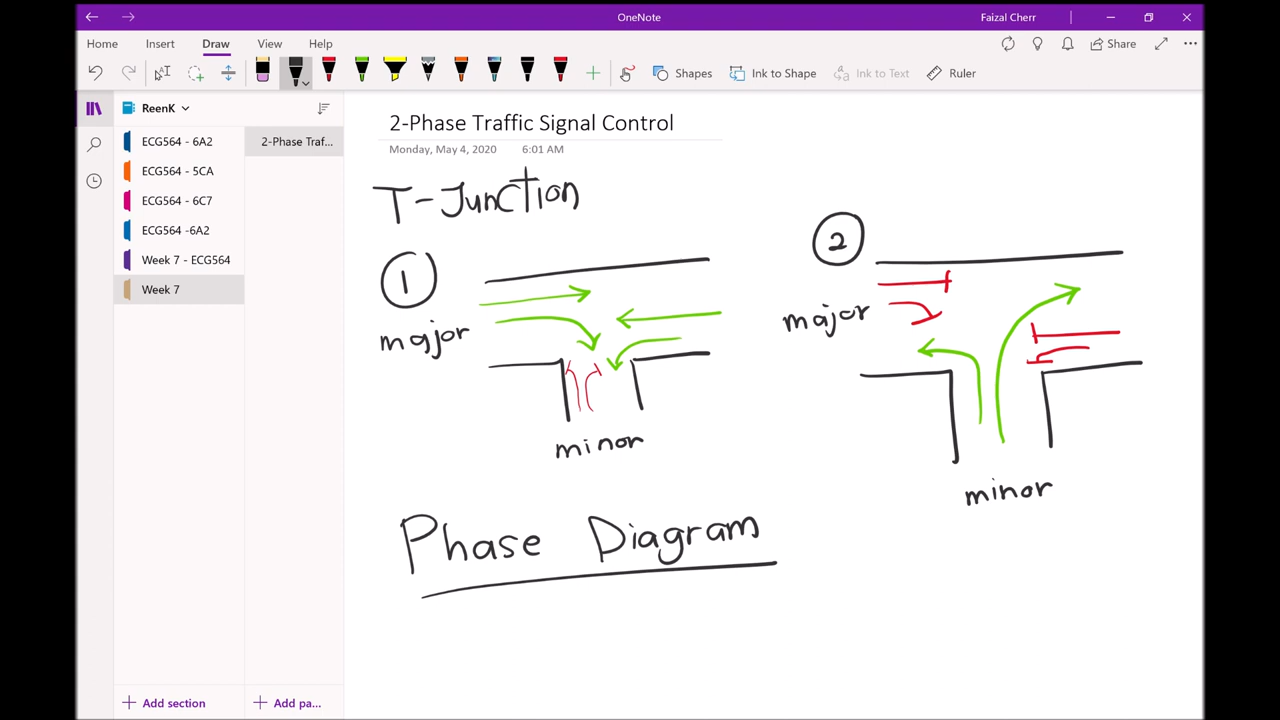 OneNote
Faizal Cherr
Home Insert Draw View Help
Share
Shapes Ink to Shape Ink to Text Ruler
ReenK
ECG564 - 6A2
ECG564 - 5CA
ECG564 - 6C7
ECG564 -6A2
Week 7 - ECG564
Week 7
2-Phase Traf...
2-Phase Traffic Signal Control
Monday, May 4, 2020 6:01 AM
T-Junction
1
major
minor
2
major
minor
Phase Diagram
Add section
Add pa...